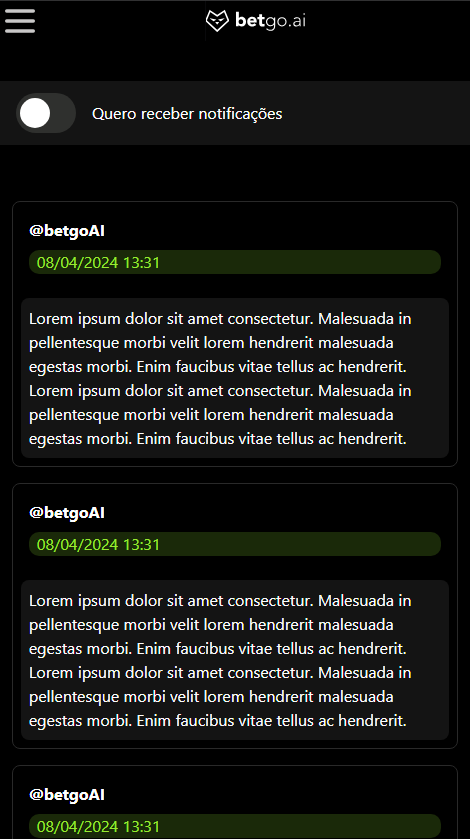 betgo.ai
Quero receber notificações
@betgoAI
08/04/2024 13:31
Lorem ipsum dolor sit amet consectetur. Malesuada in
pellentesque morbi velit lorem hendrerit malesuada
egestas morbi. Enim faucibus vitae tellus ac hendrerit.
Lorem ipsum dolor sit amet consectetur. Malesuada in
pellentesque morbi velit lorem hendrerit malesuada
egestas morbi. Enim faucibus vitae tellus ac hendrerit.
@betgoAI
08/04/2024 13:31
Lorem ipsum dolor sit amet consectetur. Malesuada in
pellentesque morbi velit lorem hendrerit malesuada
egestas morbi. Enim faucibus vitae tellus ac hendrerit.
Lorem ipsum dolor sit amet consectetur. Malesuada in
pellentesque morbi velit lorem hendrerit malesuada
egestas morbi. Enim faucibus vitae tellus ac hendrerit.
@betgoAI
08/04/2024 13:31